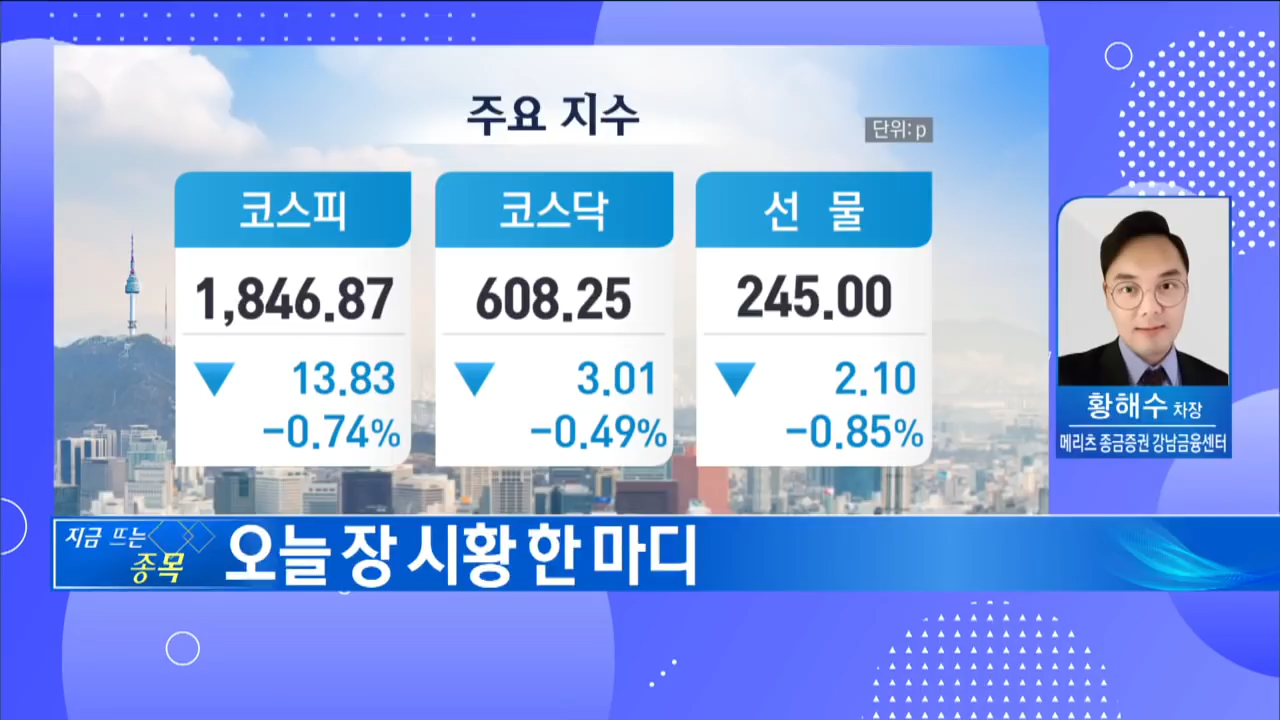 주요 지수
단위:p
코스피
1,846.87
▼ 13.83
-0.74%
코스닥
608.25
▼ 3.01
-0.49%
선 물
245.00
▼ 2.10
-0.85%
황해수 차장
메리츠 종금증권 강남금융센터
지금 뜨는
종목
오늘 장 시황 한 마디